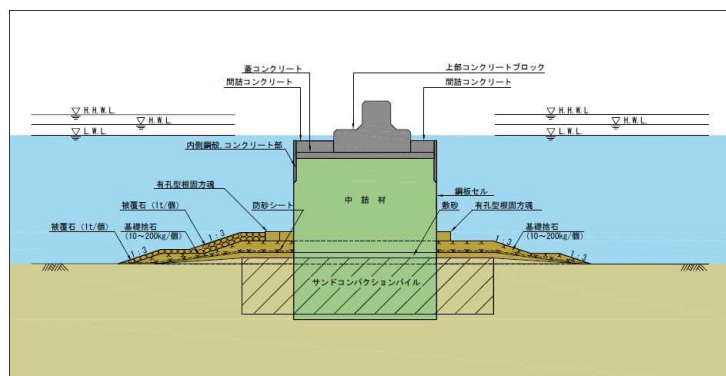 蓋コンクリート
上部コンクリートブロック
間詰コンクリート
間詰コンクリート
H.H.W.L.
H.W.L.
L.W.L.
H.H.W.L
H.W.L.
L.W.L.
内側鋼殻、コンクリート部
有孔型根固方塊
中詰材
鋼板セル
被覆石（1t/個）
防砂シート
敷砂
有孔型根固方塊
被覆石（1t/個）
基礎捨石
（10～200kg/個）
基礎捨石
（10～200kg/個）
1：3
1：3
1：3
1：3
サンドコンパクションパイル